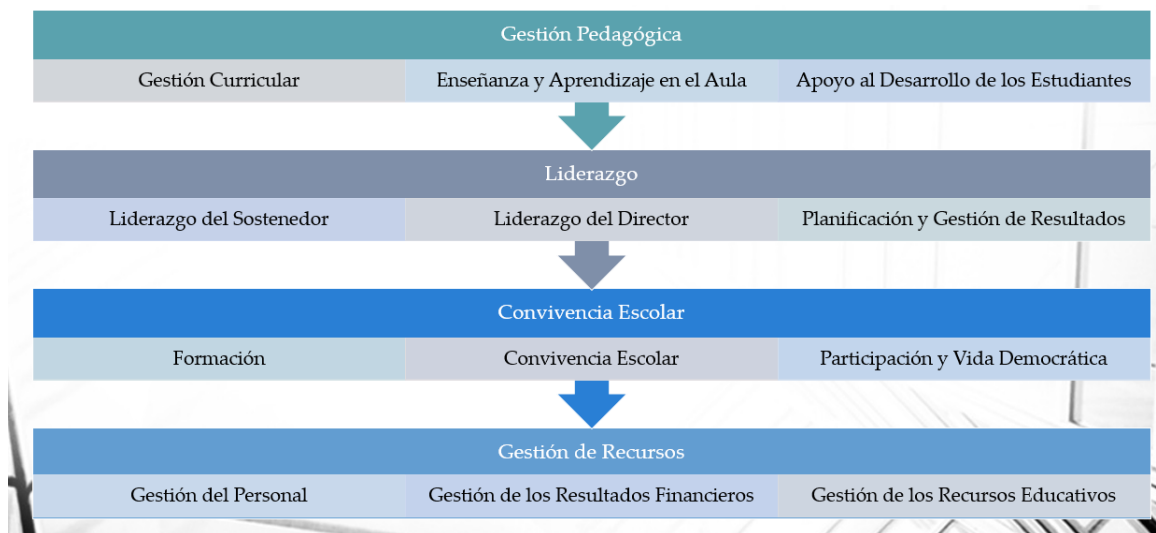 Gestión Pedagógica
Gestión Curricular
Enseñanza y Aprendizaje en el Aula
Apoyo al Desarrollo de los Estudiantes
Liderazgo
Liderazgo del Sostenedor
Liderazgo del Director
Planificación y Gestión de Resultados
Convivencia Escolar
Formación
Convivencia Escolar
Participación y Vida Democrática
Gestión de Recursos
Gestión del Personal
Gestión de los Resultados Financieros
Gestión de los Recursos Educativos